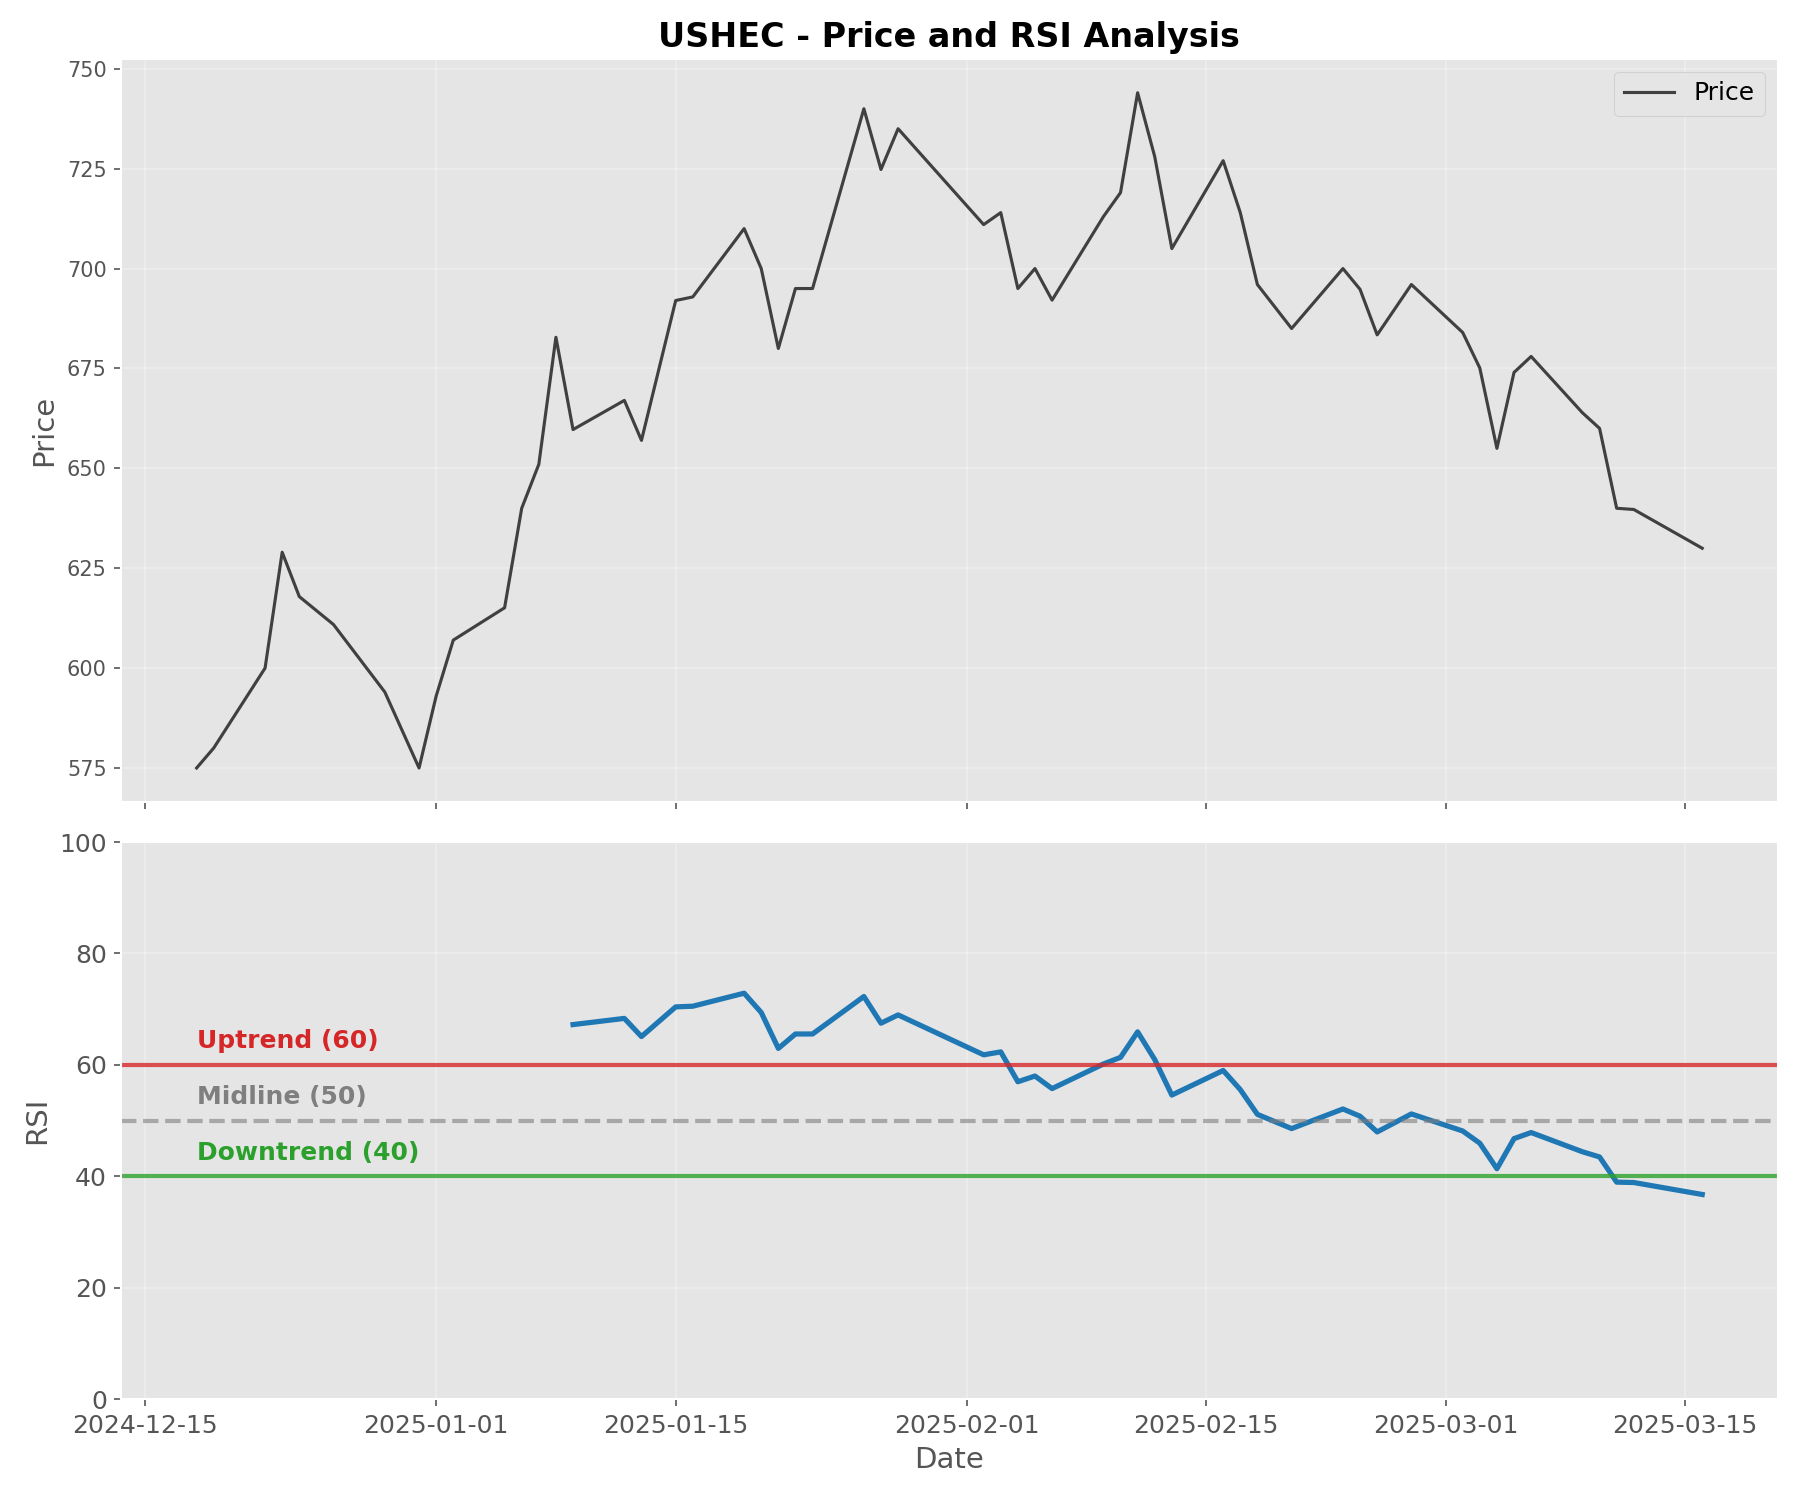 USHEC - Price and RSI Analysis
Price
750
725
700
675
650
625
600
575
Price
100
80
60
40
20
0
RSI
Uptrend (60)
Midline (50)
Downtrend (40)
2024-12-15 2025-01-01 2025-01-15 2025-02-01 2025-02-15 2025-03-01 2025-03-15
Date